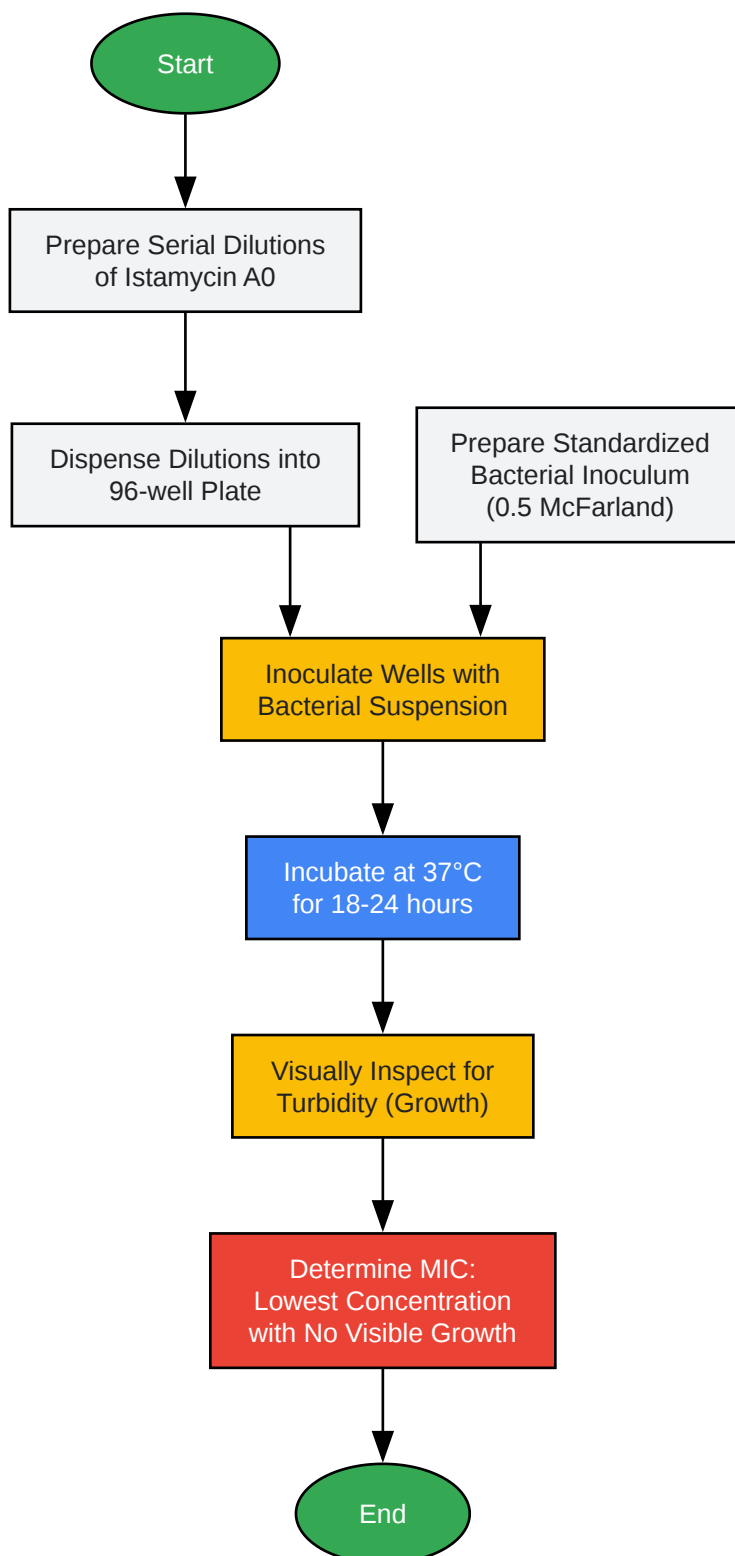 Start
Prepare Serial Dilutions
of Istamycin A0
Dispense Dilutions into
96-well Plate
Prepare Standardized
Bacterial Inoculum
(0.5 McFarland)
Inoculate Wells with
Bacterial Suspension
Incubate at 37°C
for 18-24 hours
Visually Inspect for
Turbidity (Growth)
Determine MIC:
Lowest Concentration
with No Visible Growth
End